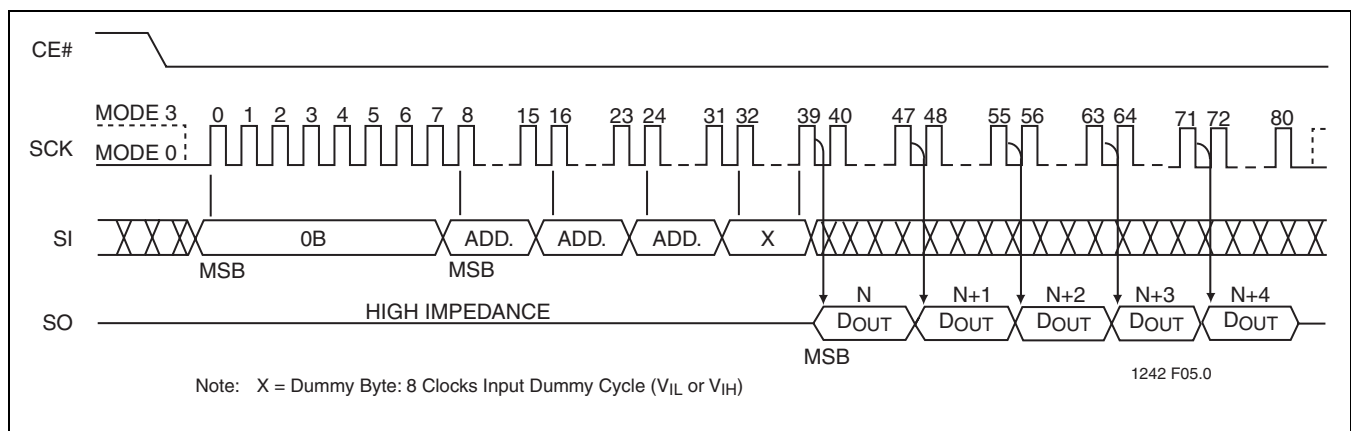 CE#
MODE 3 0 1 2 3 4 5 6 7 8 15 16 23 24 31 32 39 40 47 48 55 56 63 64 71 72 80
SCK MODE 0
SI 0B ADD. ADD. ADD. X
MSB MSB
N N+1 N+2 N+3 N+4
HIGH IMPEDANCE
SO DOUT DOUT DOUT DOUT DOUT
MSB
1242 F05.0
Note: X = Dummy Byte: 8 Clocks Input Dummy Cycle (VIL or VIH)